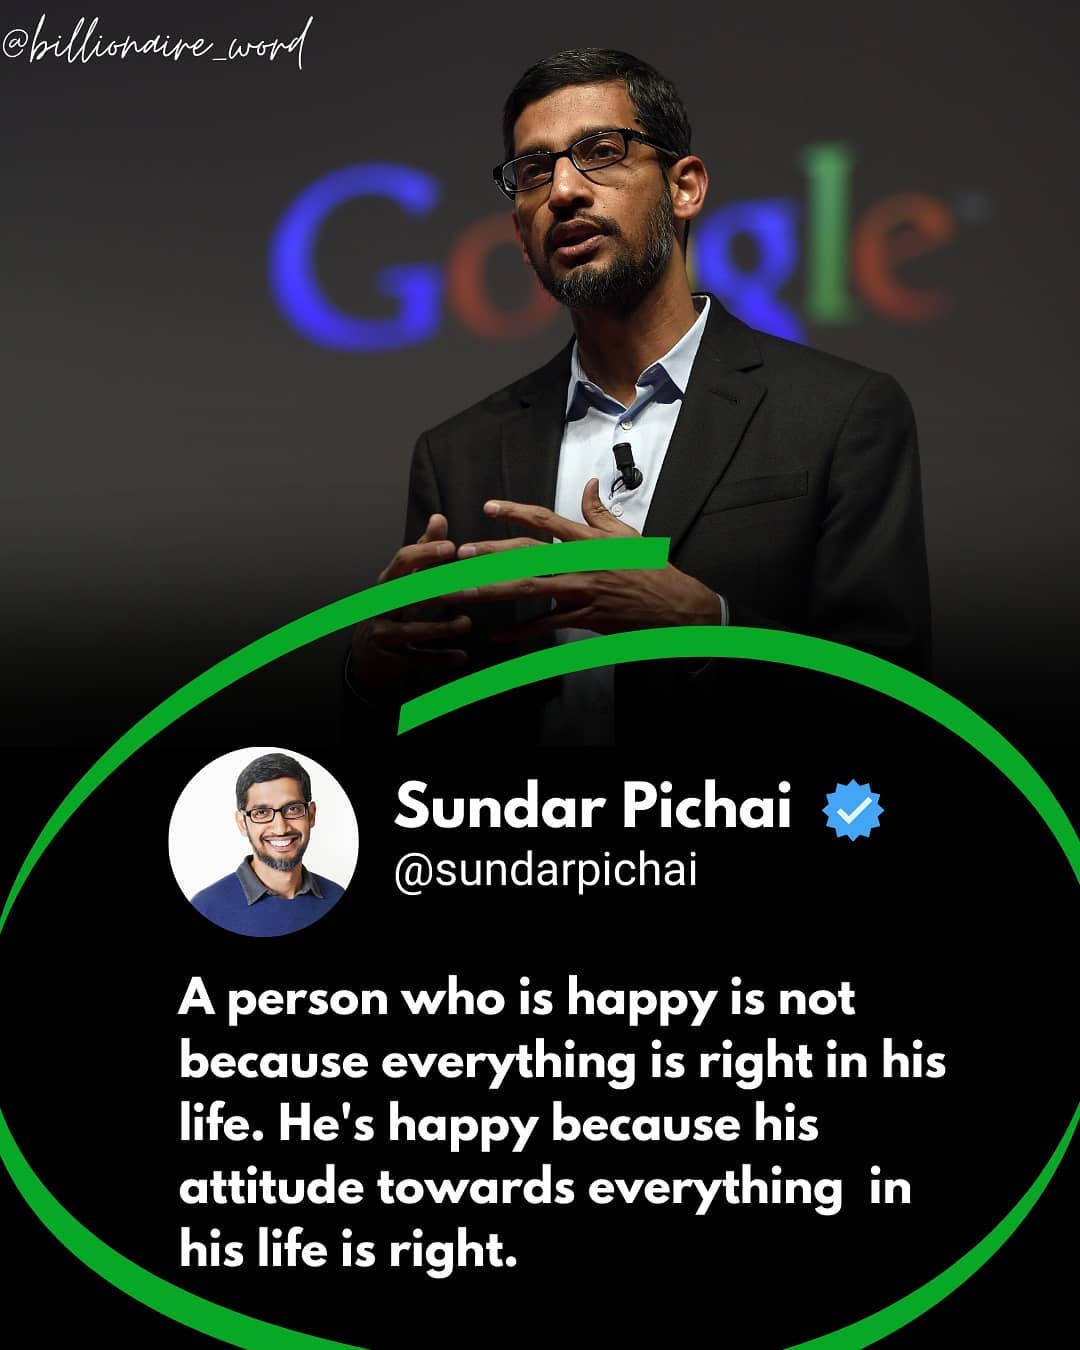 @billionaire_word
Google
Sundar Pichai
@sundarpichai
A person who is happy is not
because everything is right in his
life. He's happy because his
attitude towards everything  in
his life is right.